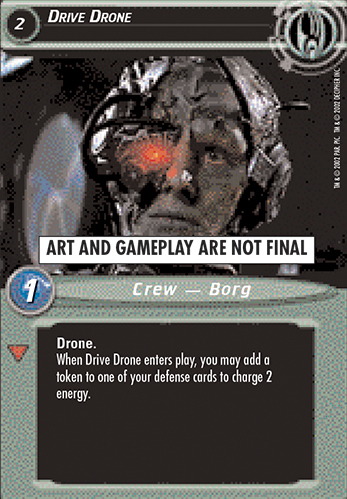 2
DRIVE DRONE
TM & © 2002 PAR. PIC. TM & © 2002 DECIPHER INC.
ART AND GAMEPLAY ARE NOT FINAL
1
Crew — Borg
Drone.
When Drive Drone enters play, you may add a
token to one of your defense cards to charge 2
energy.